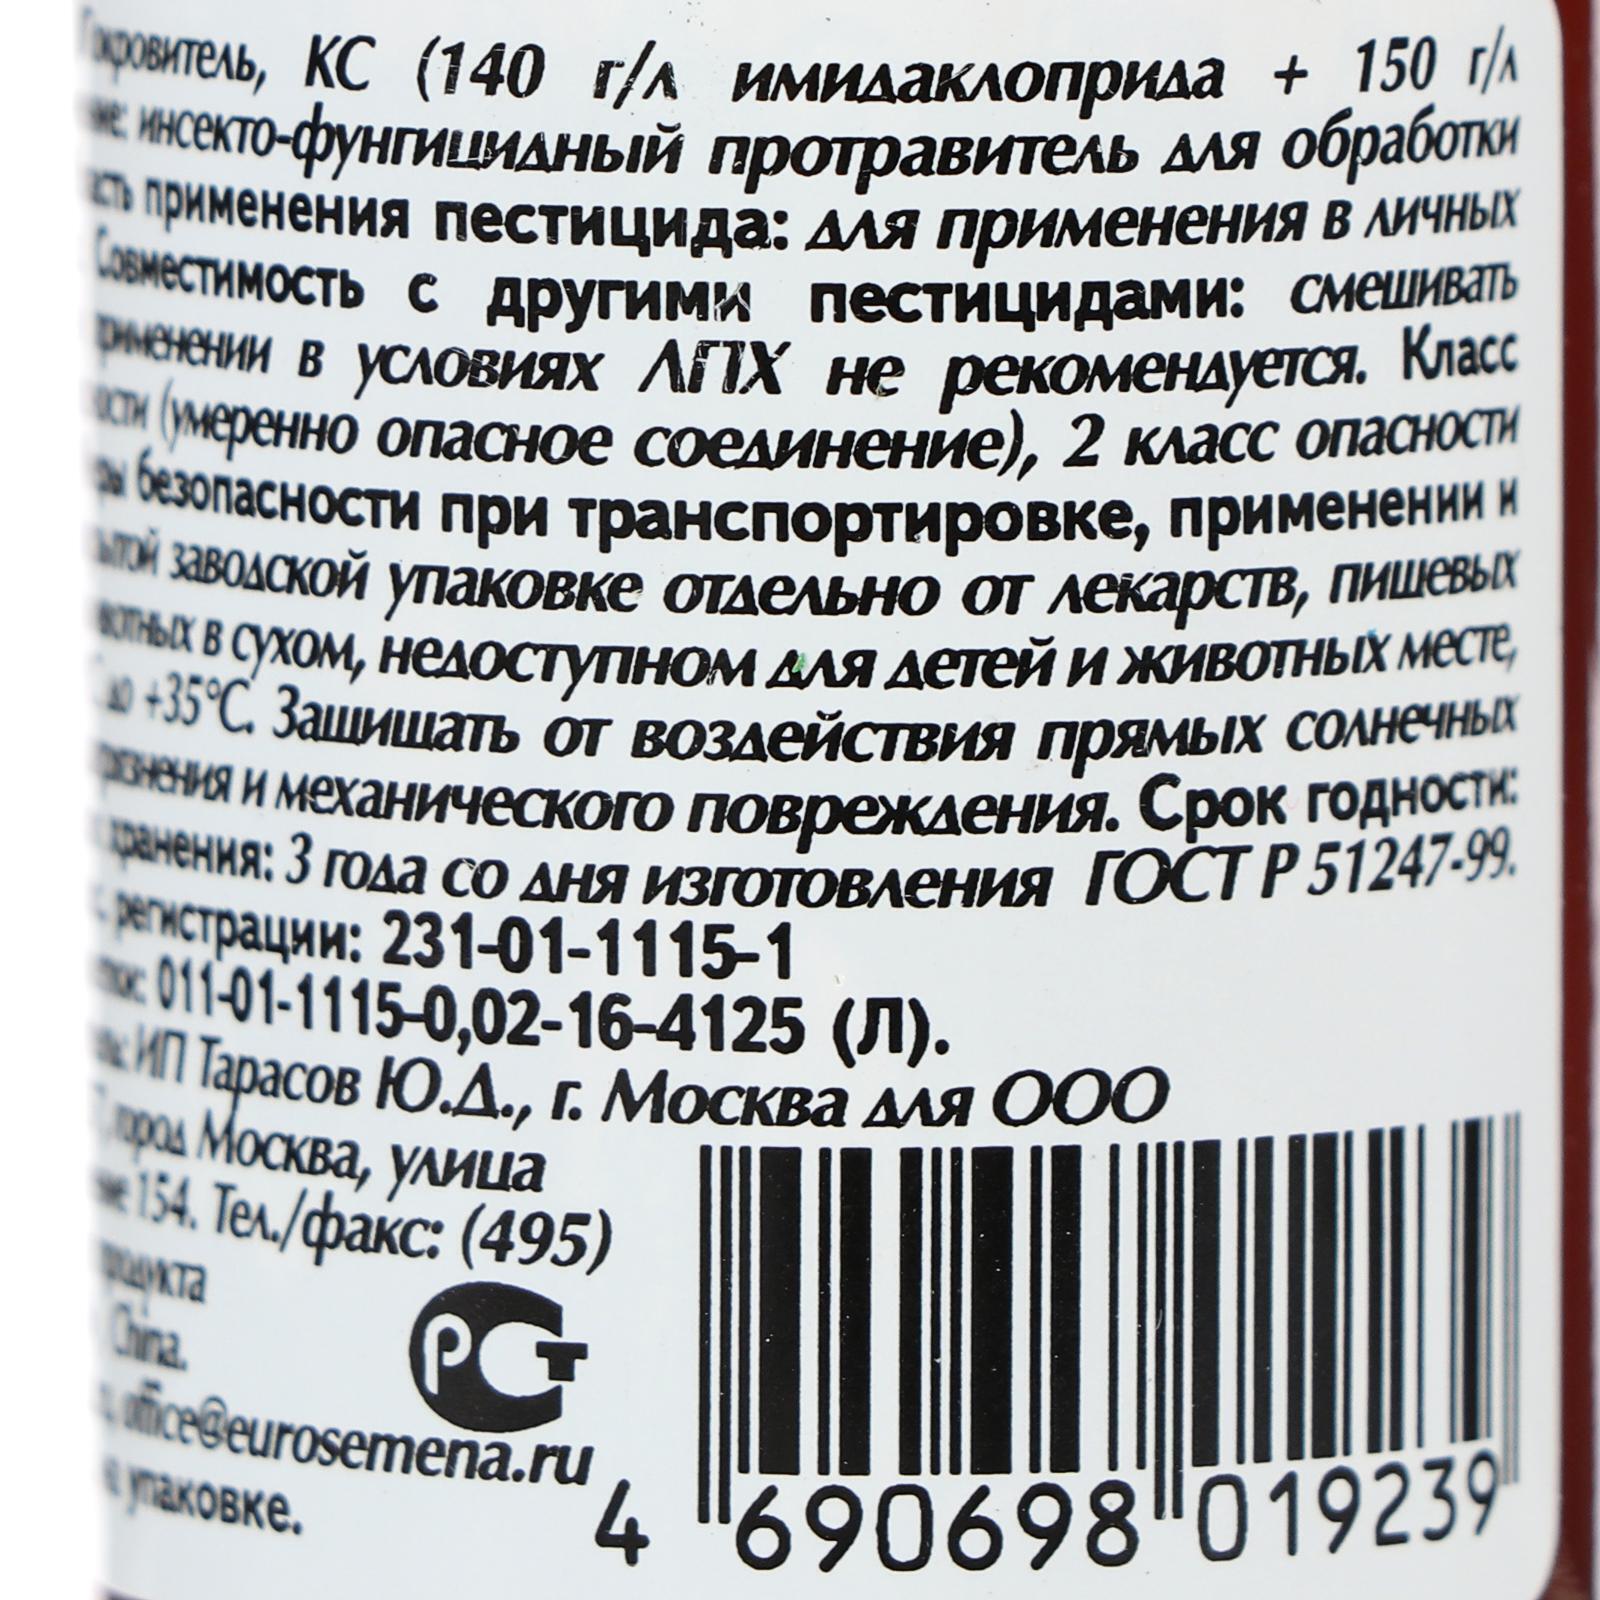 КС (140 г/л имидаклоприда + 150 г/л
инсекто-фунгицидный протравитель для обработки
применения пестицида: для применения в личных
Совместимость с другими пестицидами: смешивать
применении в условиях ЛПХ не рекомендуется. Класс
(умеренно опасное соединение), 2 класс опасности
безопасности при транспортировке, применении и
заводской упаковке отдельно от лекарств, пищевых
в сухом, недоступном для детей и животных месте,
до +35°С. Защищать от воздействия прямых солнечных
и механического повреждения. Срок годности:
хранения: 3 года со дня изготовления ГОСТ Р 51247-99.
регистрации: 231-01-1115-1
011-01-1115-0,02-16-4125 (Л).
ИП Тарасов Ю.Д., г. Москва для ООО
город Москва, улица
154. Тел./факс: (495)
продукта
China.
РСТ
office@eurosemena.ru
упаковке.
4 690698 019239